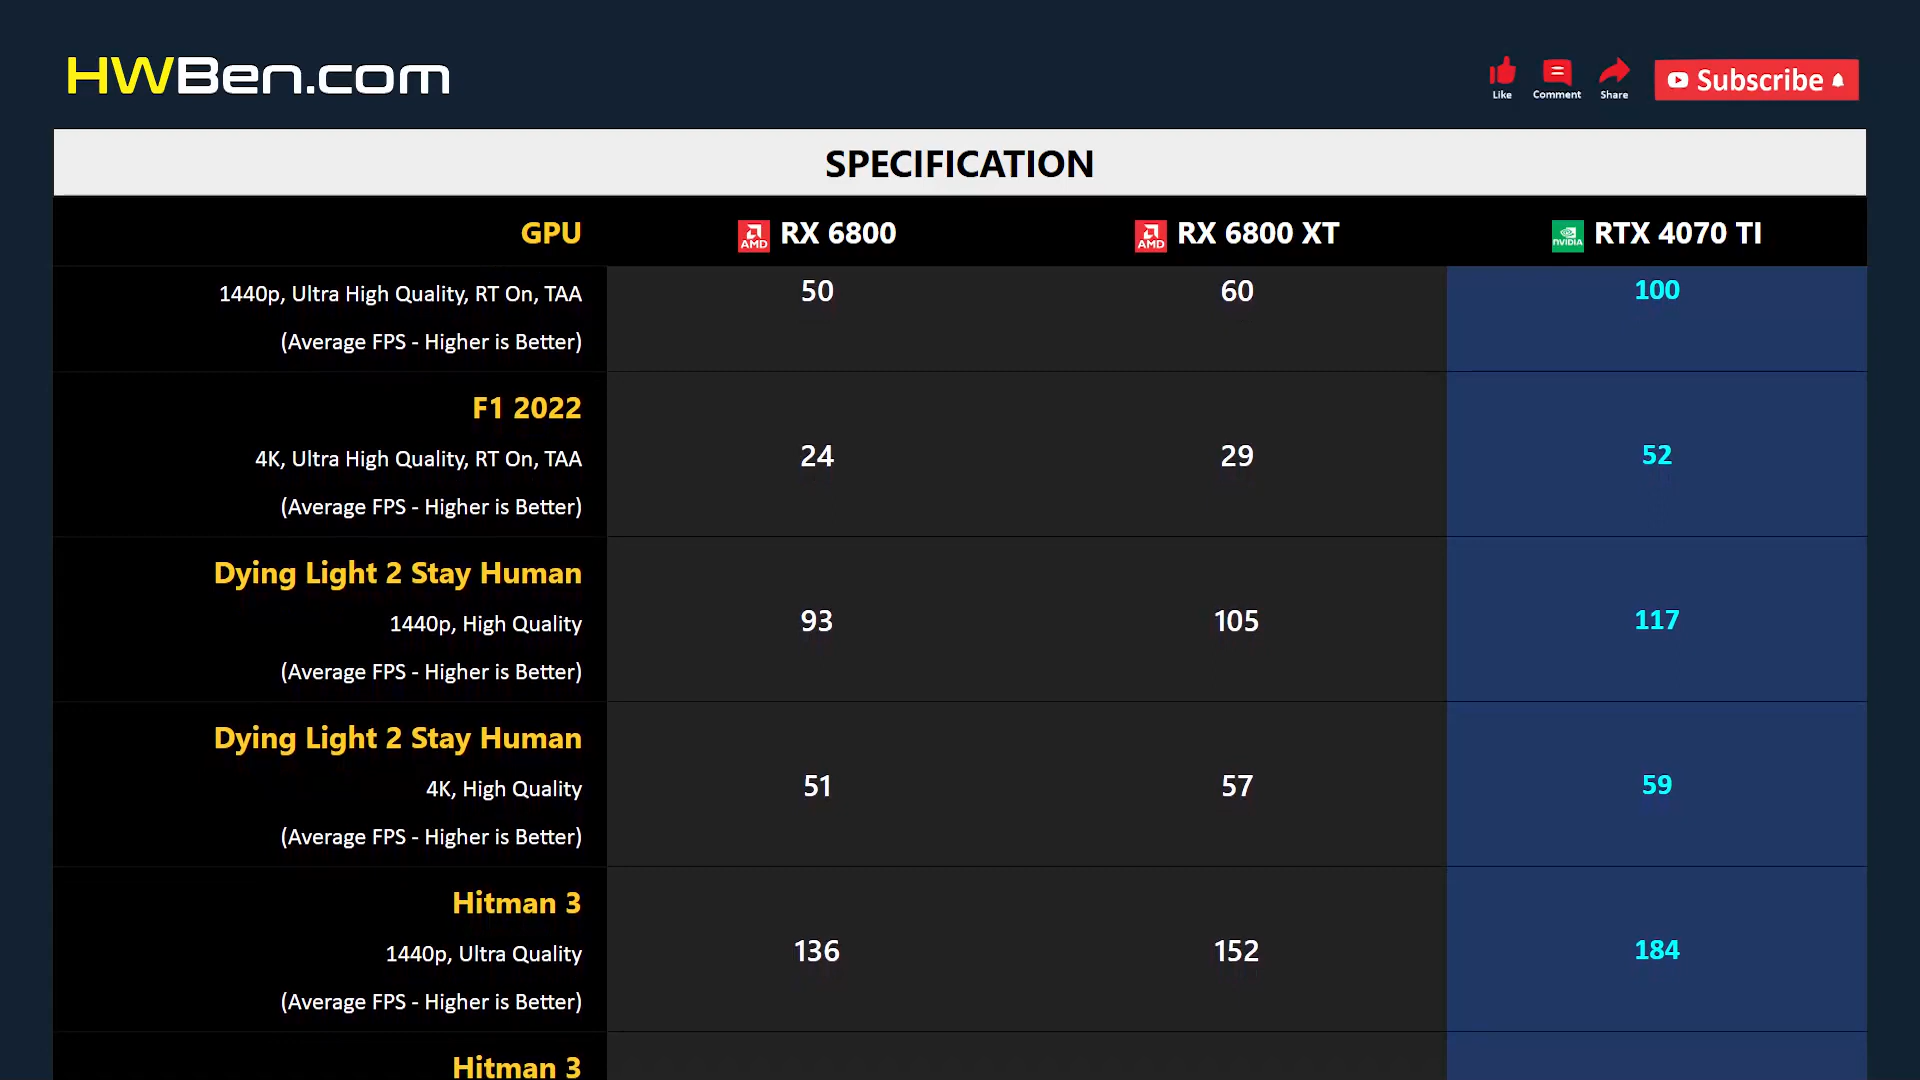 HWBen.com
Like Comment Share Subscribe
SPECIFICATION
GPU AMD RX 6800 AMD RX 6800 XT NVIDIA RTX 4070 TI
1440p, Ultra High Quality, RT On, TAA 50 60 100
(Average FPS - Higher is Better)
F1 2022
4K, Ultra High Quality, RT On, TAA 24 29 52
(Average FPS - Higher is Better)
Dying Light 2 Stay Human
1440p, High Quality 93 105 117
(Average FPS - Higher is Better)
Dying Light 2 Stay Human
4K, High Quality 51 57 59
(Average FPS - Higher is Better)
Hitman 3
1440p, Ultra Quality 136 152 184
(Average FPS - Higher is Better)
Hitman 3